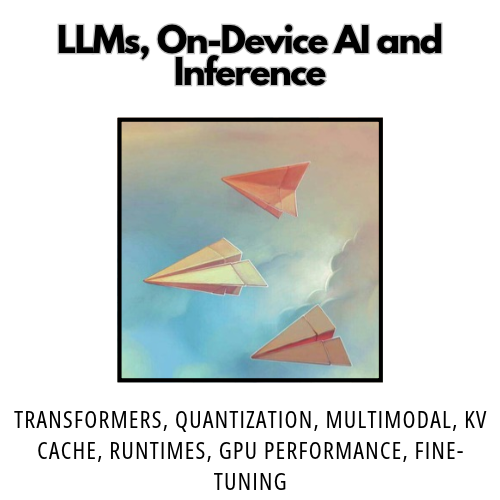 LLMs, On-Device AI and
Inference
TRANSFORMERS, QUANTIZATION, MULTIMODAL, KV
CACHE, RUNTIMES, GPU PERFORMANCE, FINE-
TUNING